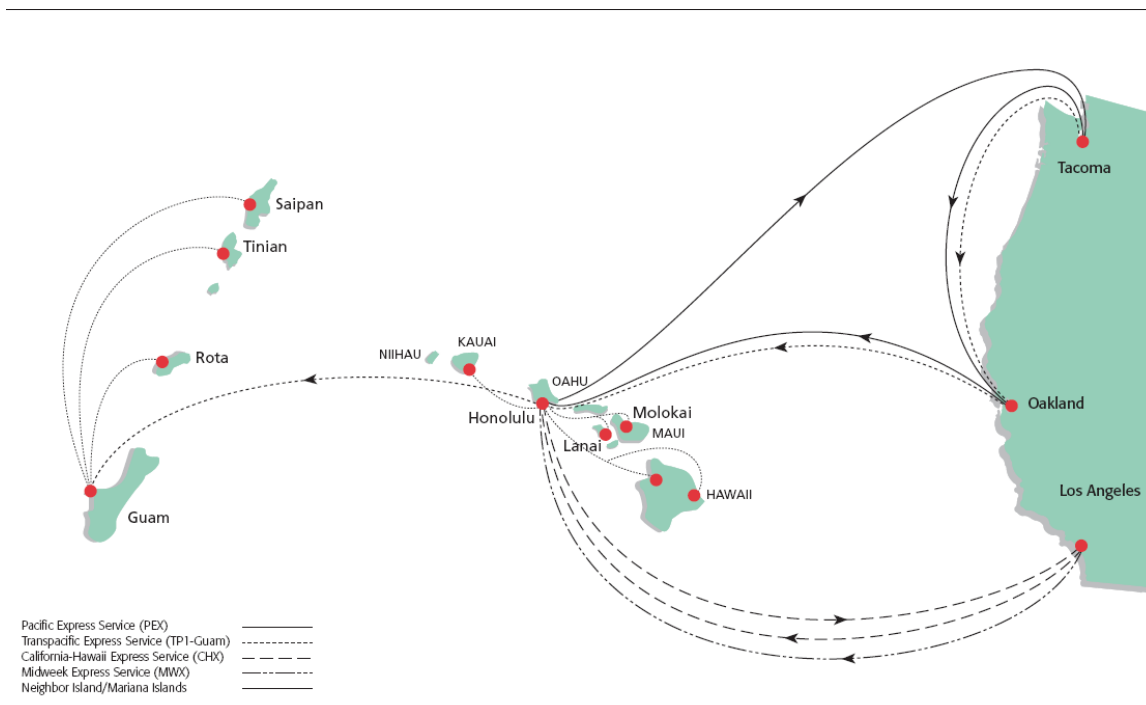 Tacoma
Saipan
Tinian
Rota
NIIHAU
KAUAI
OAHU
Honolulu
Molokai
MAUI
Lanai
Oakland
HAWAII
Los Angeles
Guam
Pacific Express Service (PEX)
Transpacific Express Service (TP1-Guam)
California-Hawaii Express Service (CHX)
Midweek Express Service (MWX)
Neighbor Island/Mariana Islands